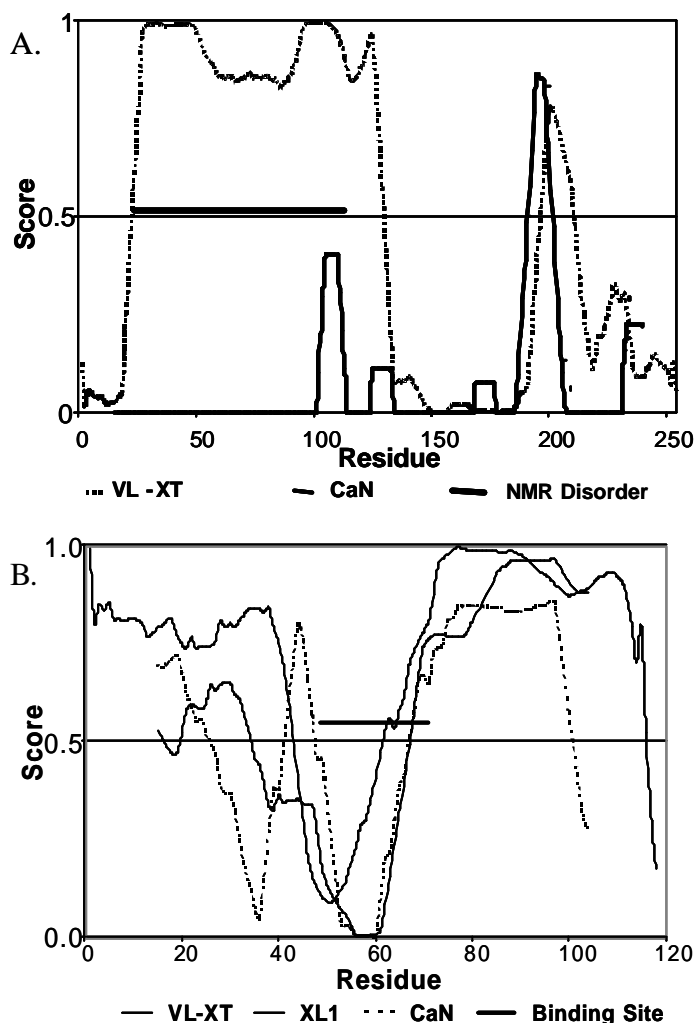 A.
1
0.5
0
Score
0 50 100 150 200 250
Residue
VL -XT CaN NMR Disorder
B.
1.0
0.5
0.0
Score
0 20 40 60 80 100 120
Residue
VL-XT XL1 CaN Binding Site